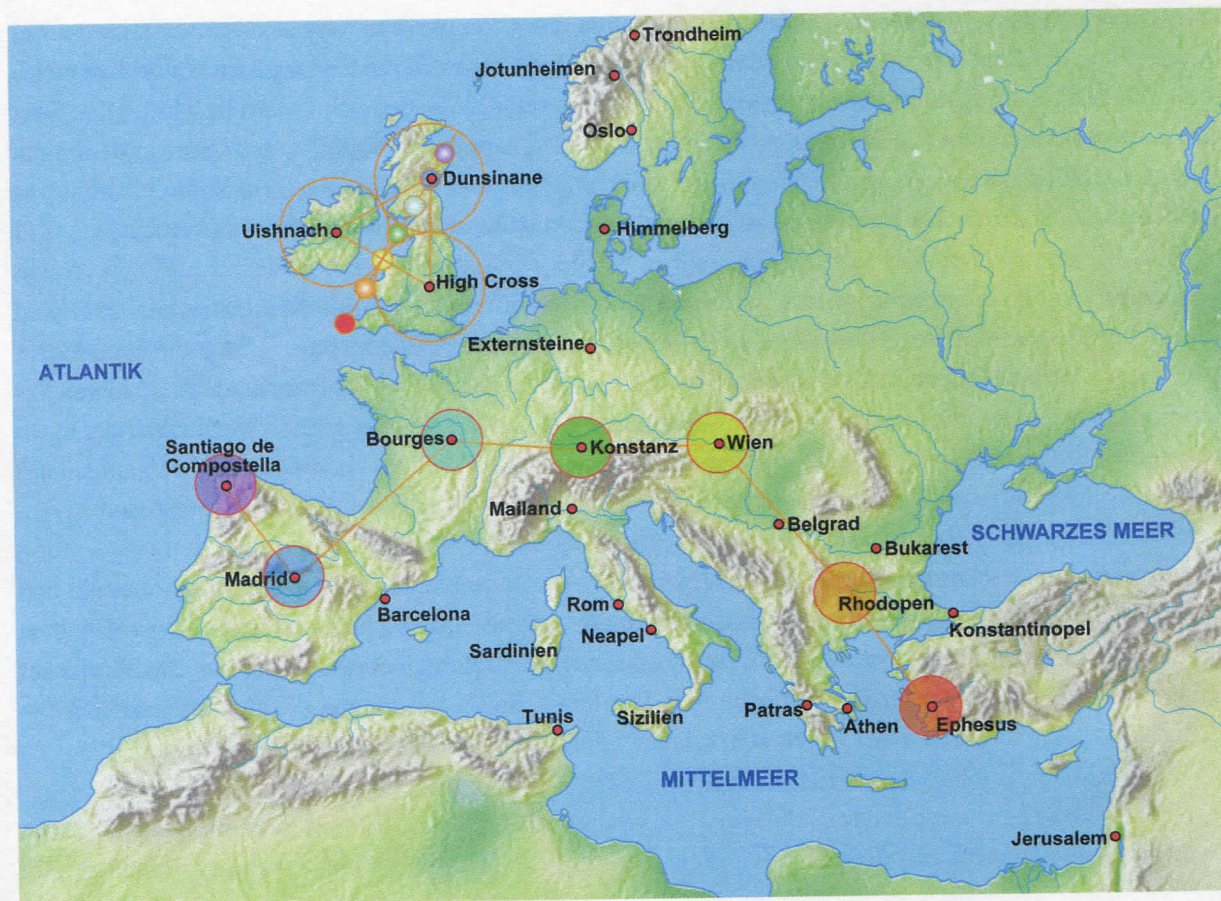 Trondheim
Jotunheimen
Oslo
Dunsinane
Uishnach
Himmelberg
High Cross
Externsteine
ATLANTIK
Bourges
Konstanz
Wien
Santiago de
Compostella
Mailand
Belgrad
SCHWARZES MEER
Bukarest
Madrid
Barcelona
Rom
Rhodopen
Konstantinopel
Neapel
Sardinien
Tunis
Sizilien
Patras
Athen
Ephesus
MITTELMEER
Jerusalem